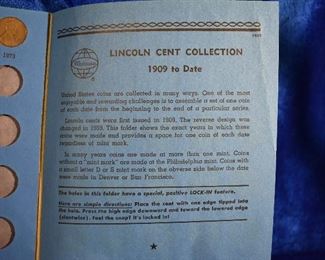 1973
Whitman
LINCOLN CENT COLLECTION
1909 to Date
United States coins are collected in many ways. One of the most
enjoyable and rewarding challenges is to assemble a set of one coin
of each date from the beginning to the end of a particular series.
Lincoln cents were first issued in 1909. The reverse design was
changed in 1959. This folder shows the exact years in which these
coins were made and provides a space for one coin of each date
regardless of mint mark.
In many years coins are made at more than one mint. Coins
without a "mint mark" are made at the Philadelphia mint. Coins with
a small letter D or S mint mark on the obverse side below the date
were made in Denver or San Francisco.
The holes in this folder have a special, positive LOCK-IN feature.
Here are simple directions: Place the cent with one edge tipped into
the hole. Press the high edge downward and toward the lowered edge
(slantwise). Feel the snap? It's locked in!